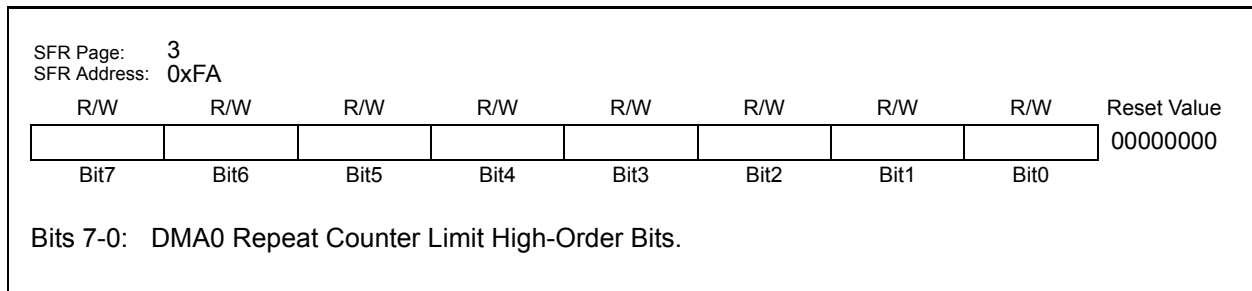 SFR Page: 3
SFR Address: 0xFA
R/W R/W R/W R/W R/W R/W R/W R/W Reset Value
00000000
Bit7 Bit6 Bit5 Bit4 Bit3 Bit2 Bit1 Bit0
Bits 7-0: DMA0 Repeat Counter Limit High-Order Bits.